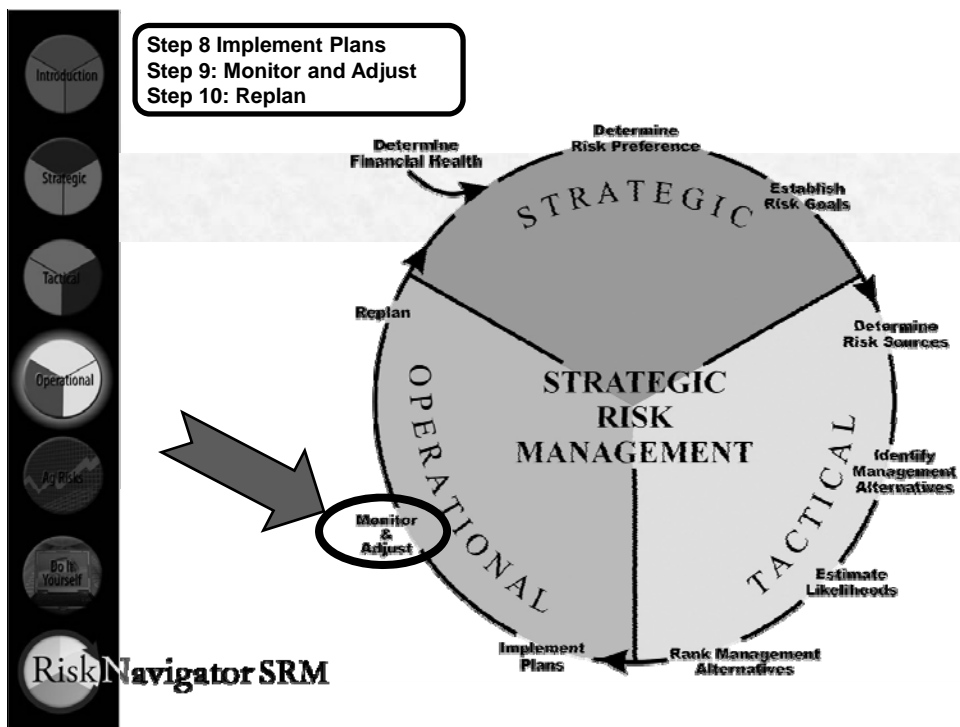 Step 8 Implement Plans
Step 9: Monitor and Adjust
Step 10: Replan
Introduction
Strategic
Tactical
Operational
Ag Risks
Do It
Yourself
Risk Navigator SRM
Determine
Financial Health
Determine
Risk Preference
Establish
Risk Goals
STRATEGIC
Determine
Risk Sources
Identify
Management
Alternatives
Estimate
Likelihoods
TACTICAL
Rank Management
Alternatives
Implement
Plans
Monitor
&
Adjust
Replan
OPERATIONAL
STRATEGIC
RISK
MANAGEMENT